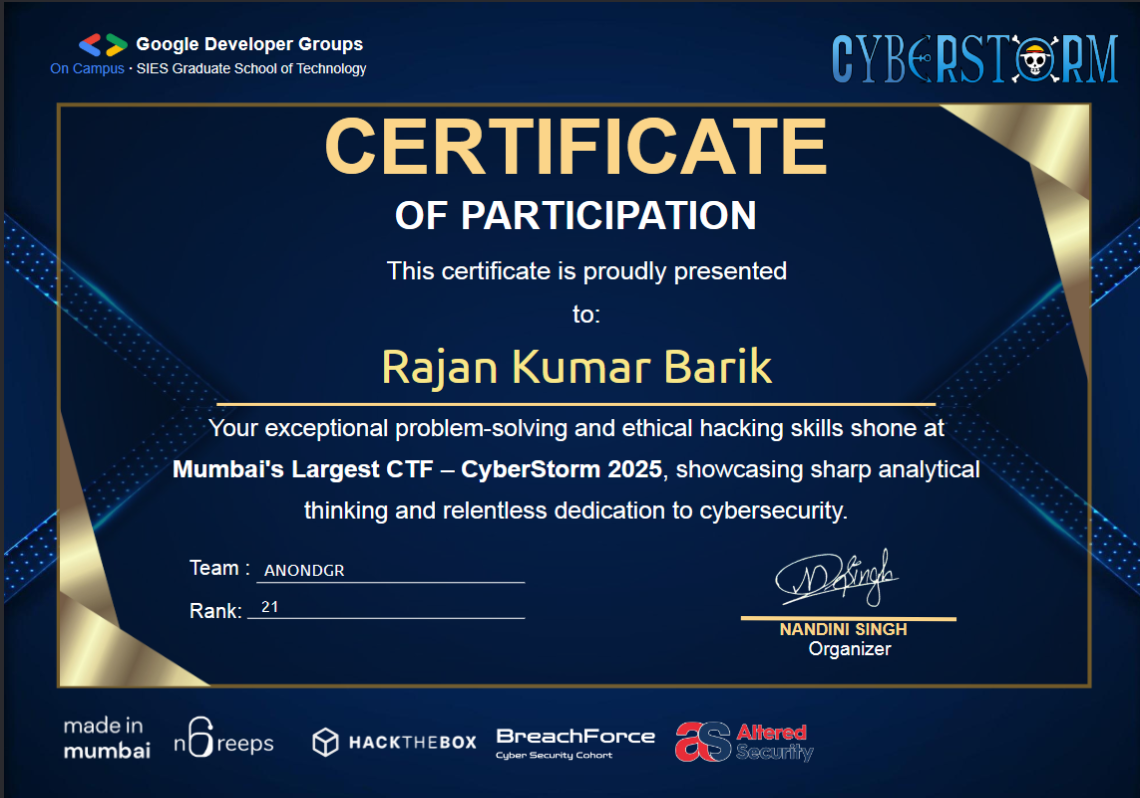 Google Developer Groups
On Campus · SIES Graduate School of Technology
CYBERSTORM
CERTIFICATE
OF PARTICIPATION
This certificate is proudly presented
to:
Rajan Kumar Barik
Your exceptional problem-solving and ethical hacking skills shone at
Mumbai's Largest CTF – CyberStorm 2025, showcasing sharp analytical
thinking and relentless dedication to cybersecurity.
Team : ANONDGR
Rank: 21
NDSingh
NANDINI SINGH
Organizer
made in
mumbai
n6reeps
HACKTHEBOX
BreachForce
Cyber Security Cohort
as Altered
Security